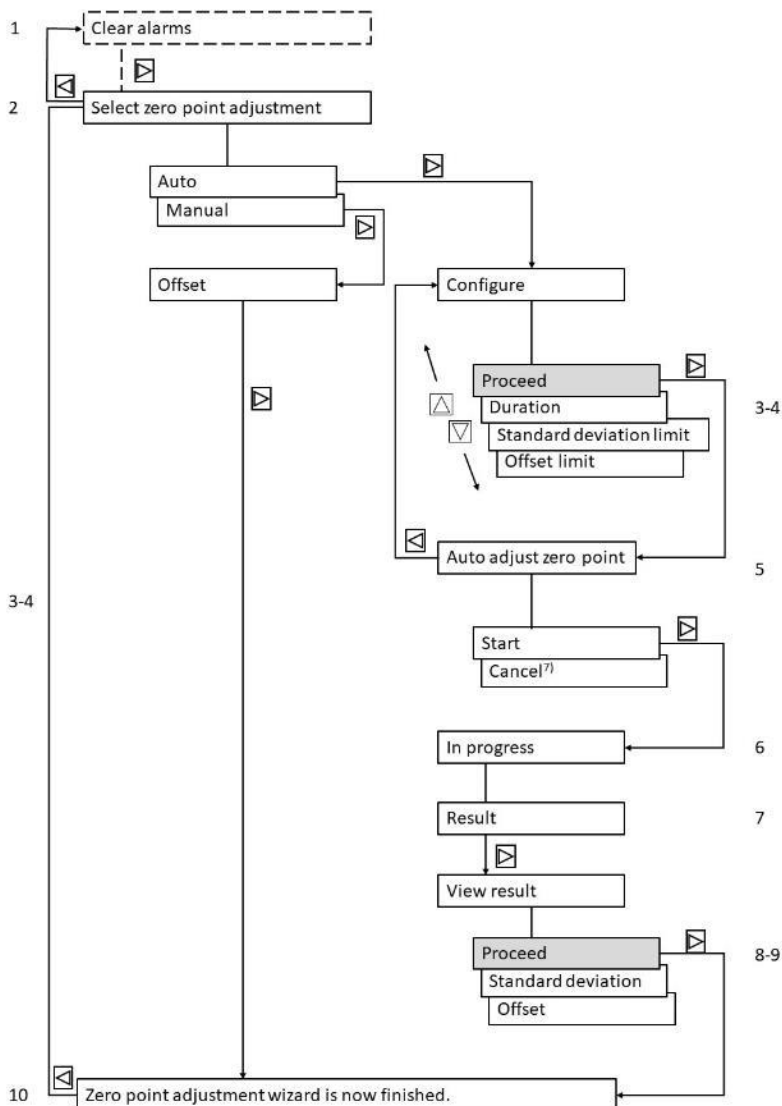 1
Clear alarms
2
Select zero point adjustment
Auto
Manual
Offset
Configure
Proceed
Duration
Standard deviation limit
Offset limit
3-4
Auto adjust zero point
5
3-4
Start
Cancel7)
In progress
6
Result
7
View result
Proceed
Standard deviation
Offset
8-9
10
Zero point adjustment wizard is now finished.